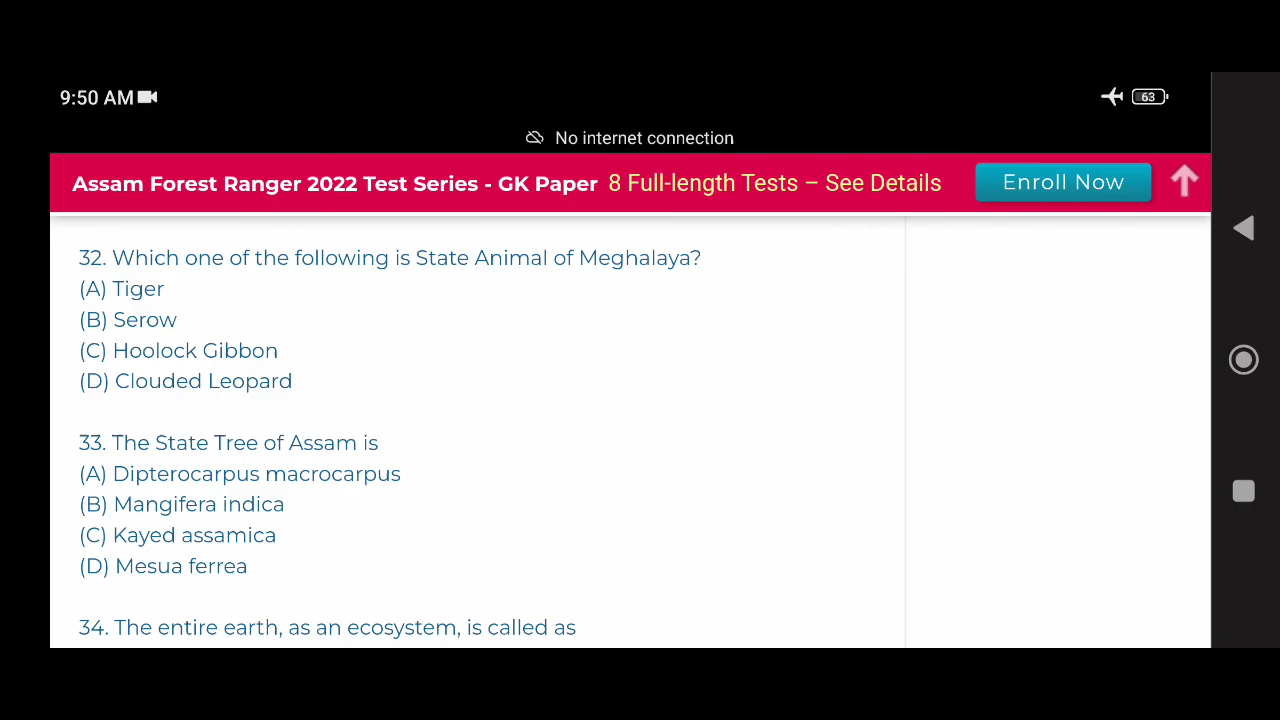 9:50 AM
63
No internet connection
Assam Forest Ranger 2022 Test Series - GK Paper 8 Full-length Tests – See Details Enroll Now
32. Which one of the following is State Animal of Meghalaya?
(A) Tiger
(B) Serow
(C) Hoolock Gibbon
(D) Clouded Leopard
33. The State Tree of Assam is
(A) Dipterocarpus macrocarpus
(B) Mangifera indica
(C) Kayed assamica
(D) Mesua ferrea
34. The entire earth, as an ecosystem, is called as